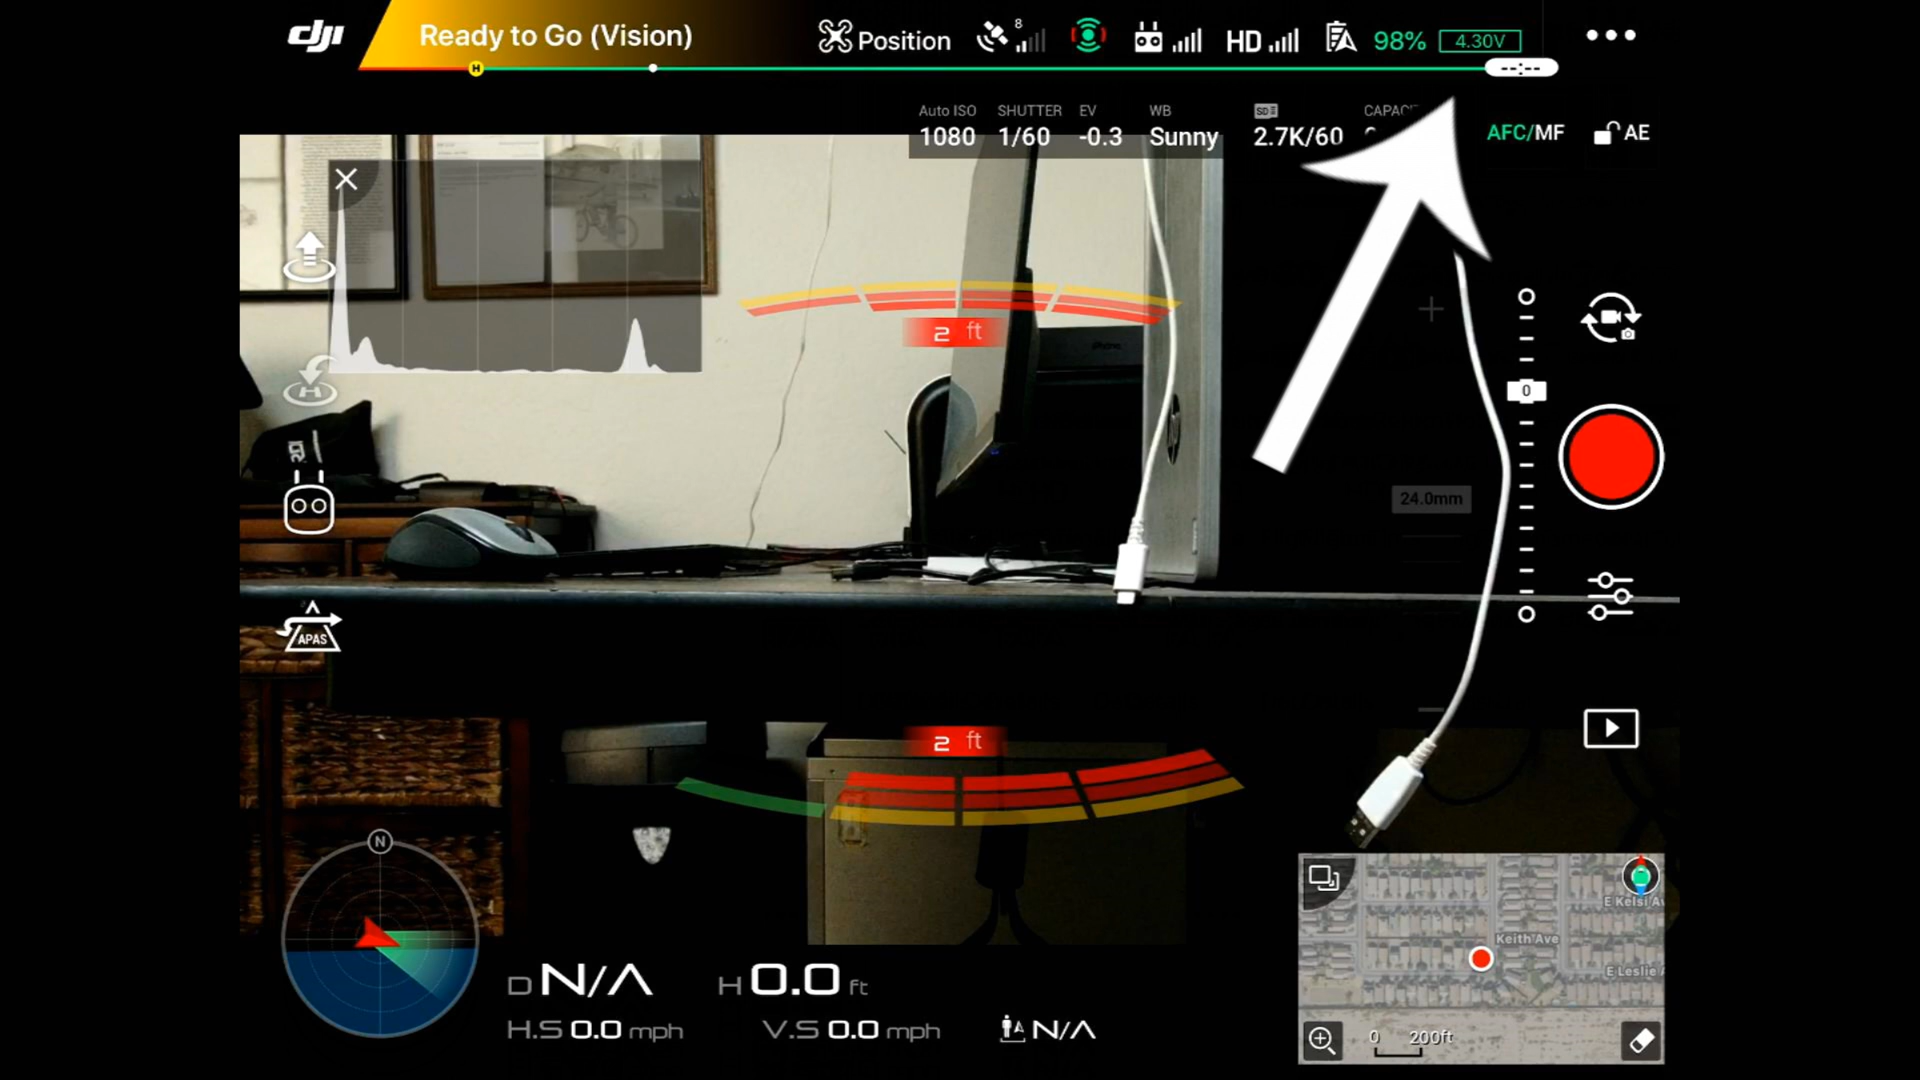 dji
Ready to Go (Vision)
Position
8
HD
98%
4.30V
H
--:--
Auto ISO
1080
SHUTTER
1/60
EV
-0.3
WB
Sunny
SD
2.7K/60
AFC/MF
AE
2 ft
0
24.0mm
APAS
2 ft
N
D N/A
H 0.0 ft
H.S 0.0 mph
V.S 0.0 mph
N/A
E Kelsi Av
Keith Ave
E Leslie A
0 200ft